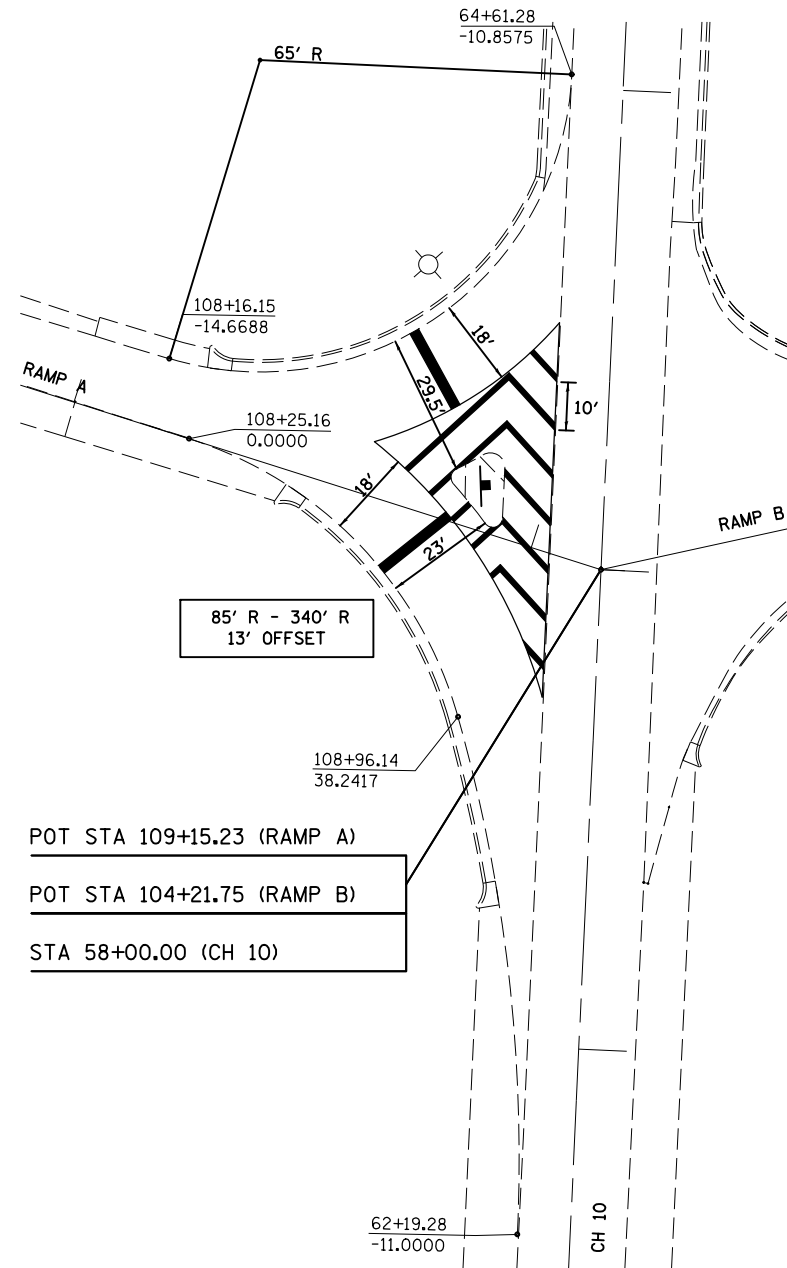 64+61.28
-10.8575
65' R
108+16.15
-14.6688
18'
RAMP A
29.5'
10'
108+25.16
0.0000
18'
RAMP B
23'
85' R - 340' R
13' OFFSET
108+96.14
38.2417
POT STA 109+15.23 (RAMP A)
POT STA 104+21.75 (RAMP B)
STA 58+00.00 (CH 10)
62+19.28
-11.0000
CH 10